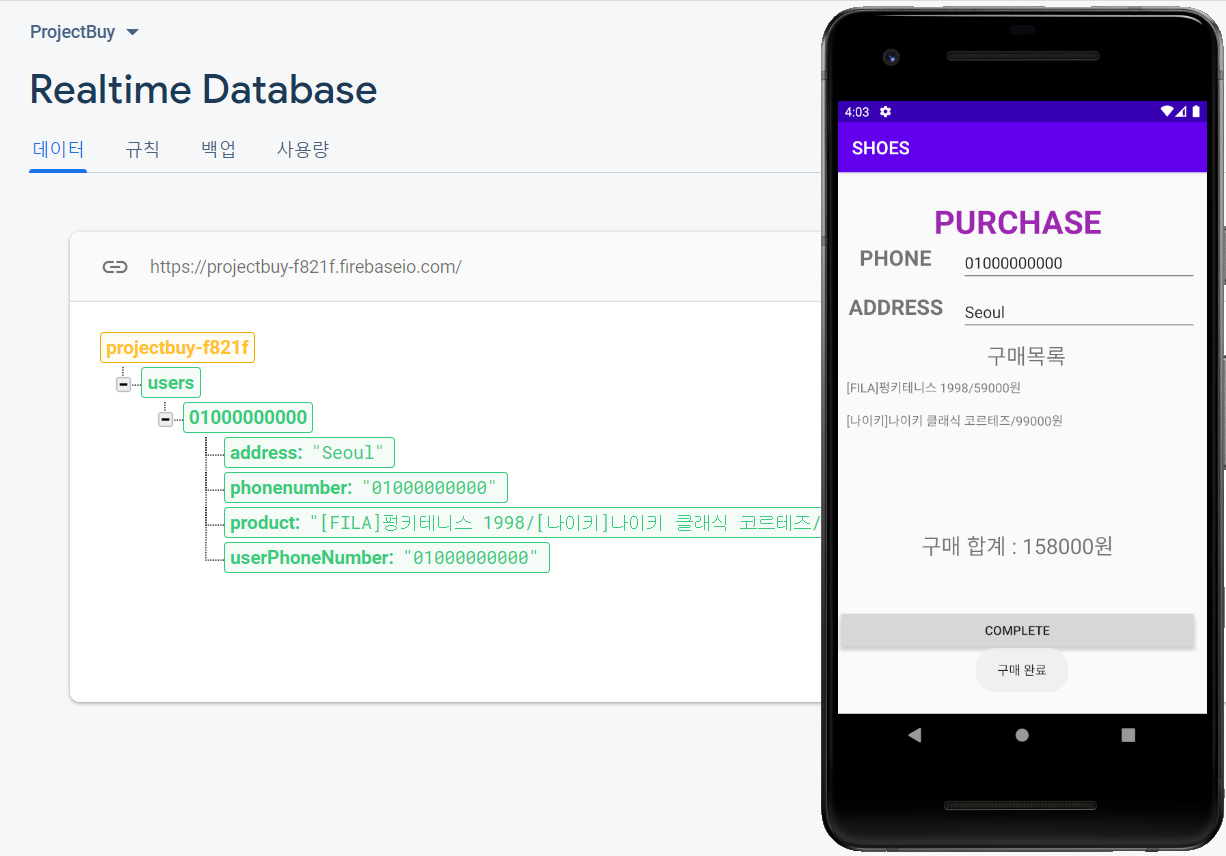 ProjectBuy
Realtime Database
데이터 규칙 백업 사용량
https://projectbuy-f821f.firebaseio.com/
projectbuy-f821f
users
01000000000
address: "Seoul"
phonenumber: "01000000000"
product: "[FILA]펑키테니스 1998/[나이키]나이키 클래식 코르테즈/
userPhoneNumber: "01000000000"
4:03
SHOES
PURCHASE
PHONE 01000000000
ADDRESS Seoul
구매목록
[FILA]펑키테니스 1998/59000원
[나이키]나이키 클래식 코르테즈/99000원
구매 합계 : 158000원
COMPLETE
구매 완료